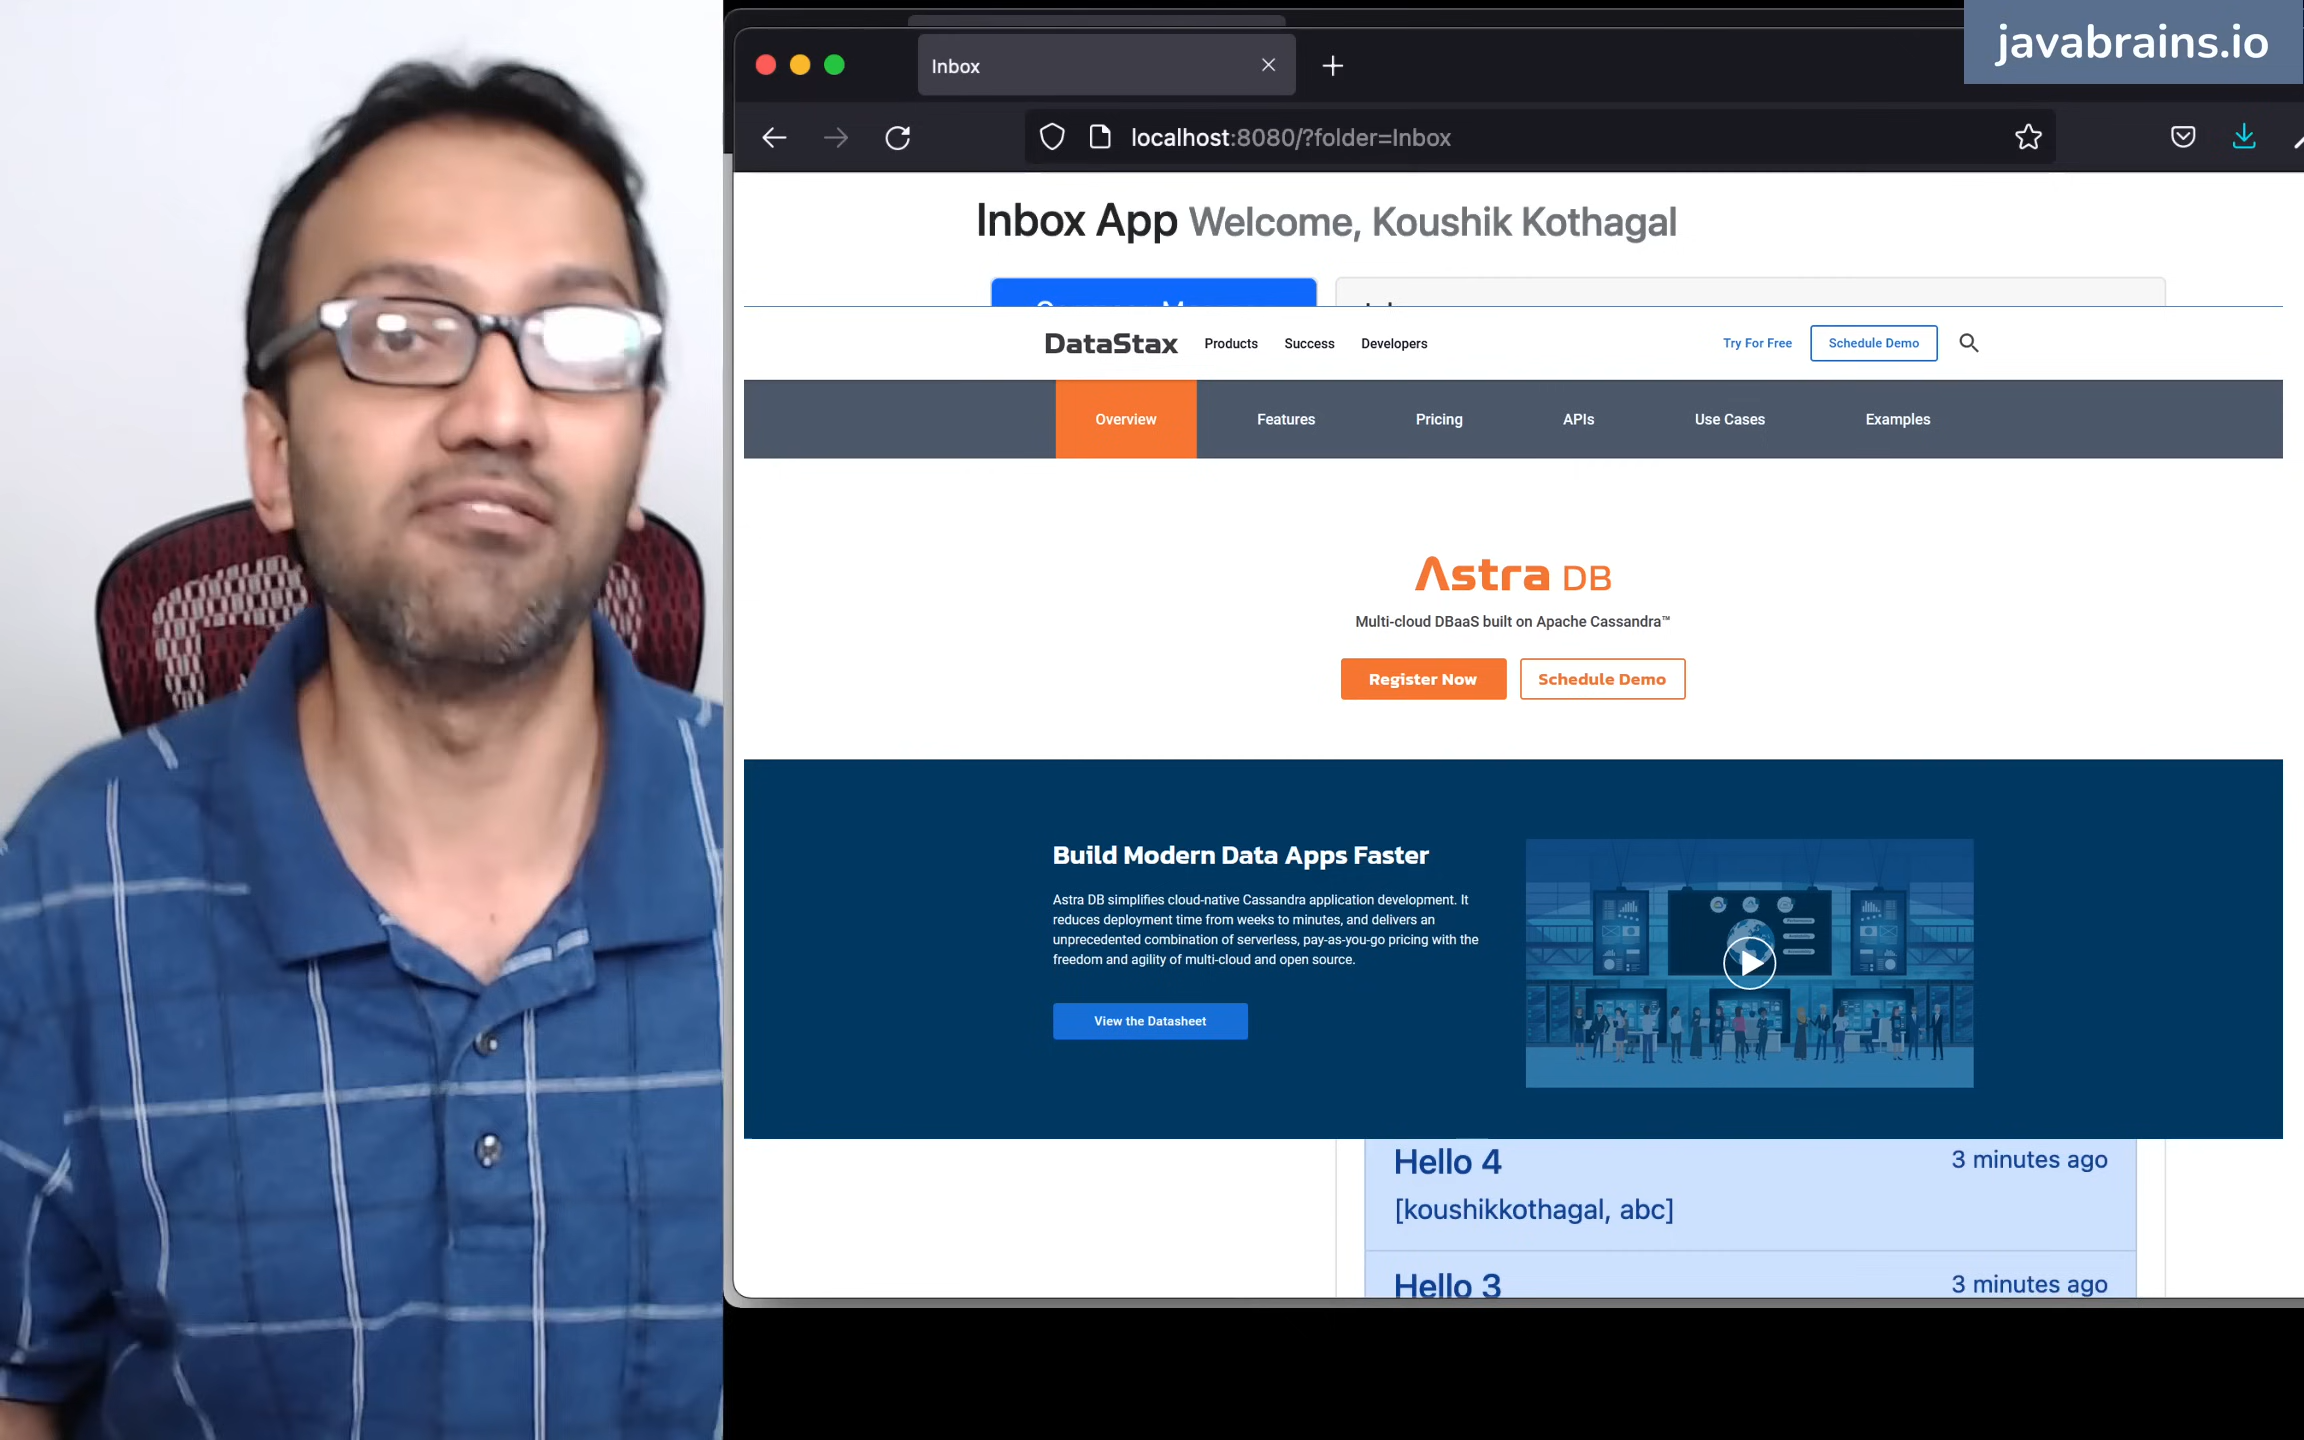 javabrains.io
Inbox
localhost:8080/?folder=Inbox
Inbox App Welcome, Koushik Kothagal
DataStax Products Success Developers Try For Free Schedule Demo
Overview Features Pricing APIs Use Cases Examples
Astra DB
Multi-cloud DBaaS built on Apache Cassandra™
Register Now Schedule Demo
Build Modern Data Apps Faster
Astra DB simplifies cloud-native Cassandra application development. It
reduces deployment time from weeks to minutes, and delivers an
unprecedented combination of serverless, pay-as-you-go pricing with the
freedom and agility of multi-cloud and open source.
View the Datasheet
Hello 4 3 minutes ago
[koushikkothagal, abc]
Hello 3 3 minutes ago